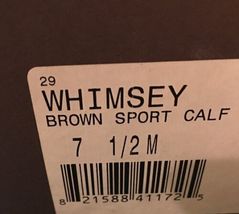 29
WHIMSEY
BROWN SPORT CALF
7 1/2 M
8 21588 41172 5